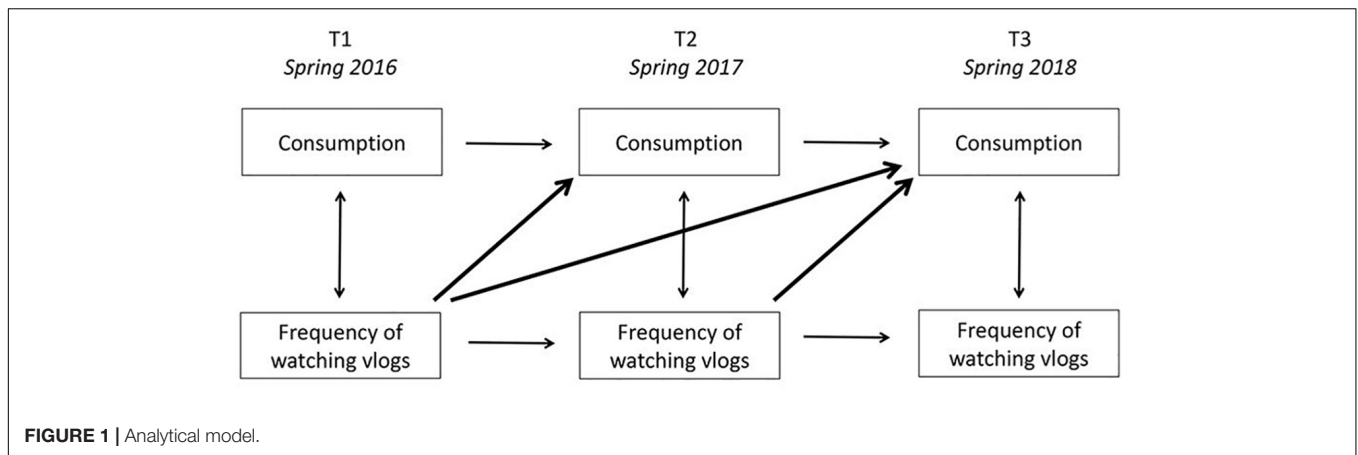 T1
Spring 2016
T2
Spring 2017
T3
Spring 2018
Consumption
Consumption
Consumption
Frequency of
watching vlogs
Frequency of
watching vlogs
Frequency of
watching vlogs
FIGURE 1 | Analytical model.